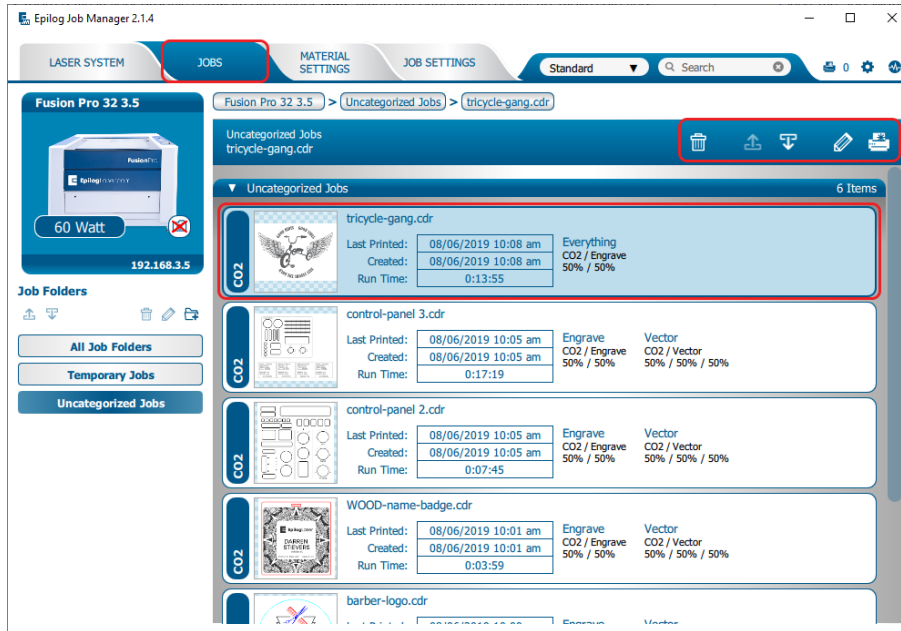 Epilog Job Manager 2.1.4
LASER SYSTEM
JOBS
MATERIAL
SETTINGS
JOB SETTINGS
Standard
Search
0
Fusion Pro 32 3.5
FusionPro
Epilog
60 Watt
192.168.3.5
Job Folders
All Job Folders
Temporary Jobs
Uncategorized Jobs
Fusion Pro 32 3.5 > Uncategorized Jobs > tricycle-gang.cdr
Uncategorized Jobs
tricycle-gang.cdr
Uncategorized Jobs 6 Items
CO2
tricycle-gang.cdr
Last Printed: 08/06/2019 10:08 am
Created: 08/06/2019 10:08 am
Run Time: 0:13:55
Everything
CO2 / Engrave
50% / 50%
CO2
control-panel 3.cdr
Last Printed: 08/06/2019 10:05 am
Created: 08/06/2019 10:05 am
Run Time: 0:17:19
Engrave
CO2 / Engrave
50% / 50%
Vector
CO2 / Vector
50% / 50% / 50%
CO2
control-panel 2.cdr
Last Printed: 08/06/2019 10:05 am
Created: 08/06/2019 10:05 am
Run Time: 0:07:45
Engrave
CO2 / Engrave
50% / 50%
Vector
CO2 / Vector
50% / 50% / 50%
CO2
Epilog
DARREN
STIEVERS
WOOD-name-badge.cdr
Last Printed: 08/06/2019 10:01 am
Created: 08/06/2019 10:01 am
Run Time: 0:03:59
Engrave
CO2 / Engrave
50% / 50%
Vector
CO2 / Vector
50% / 50% / 50%
barber-logo.cdr